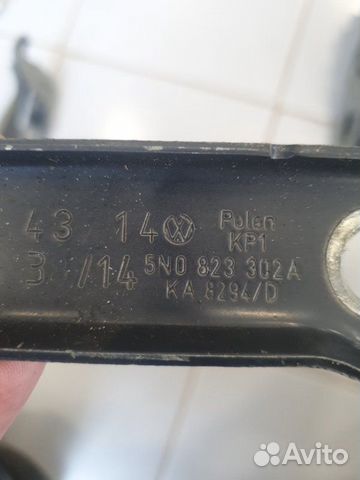 43 14 Polen
KP1
3 /14 5N0 823 302A
KA 8294/D
Avito